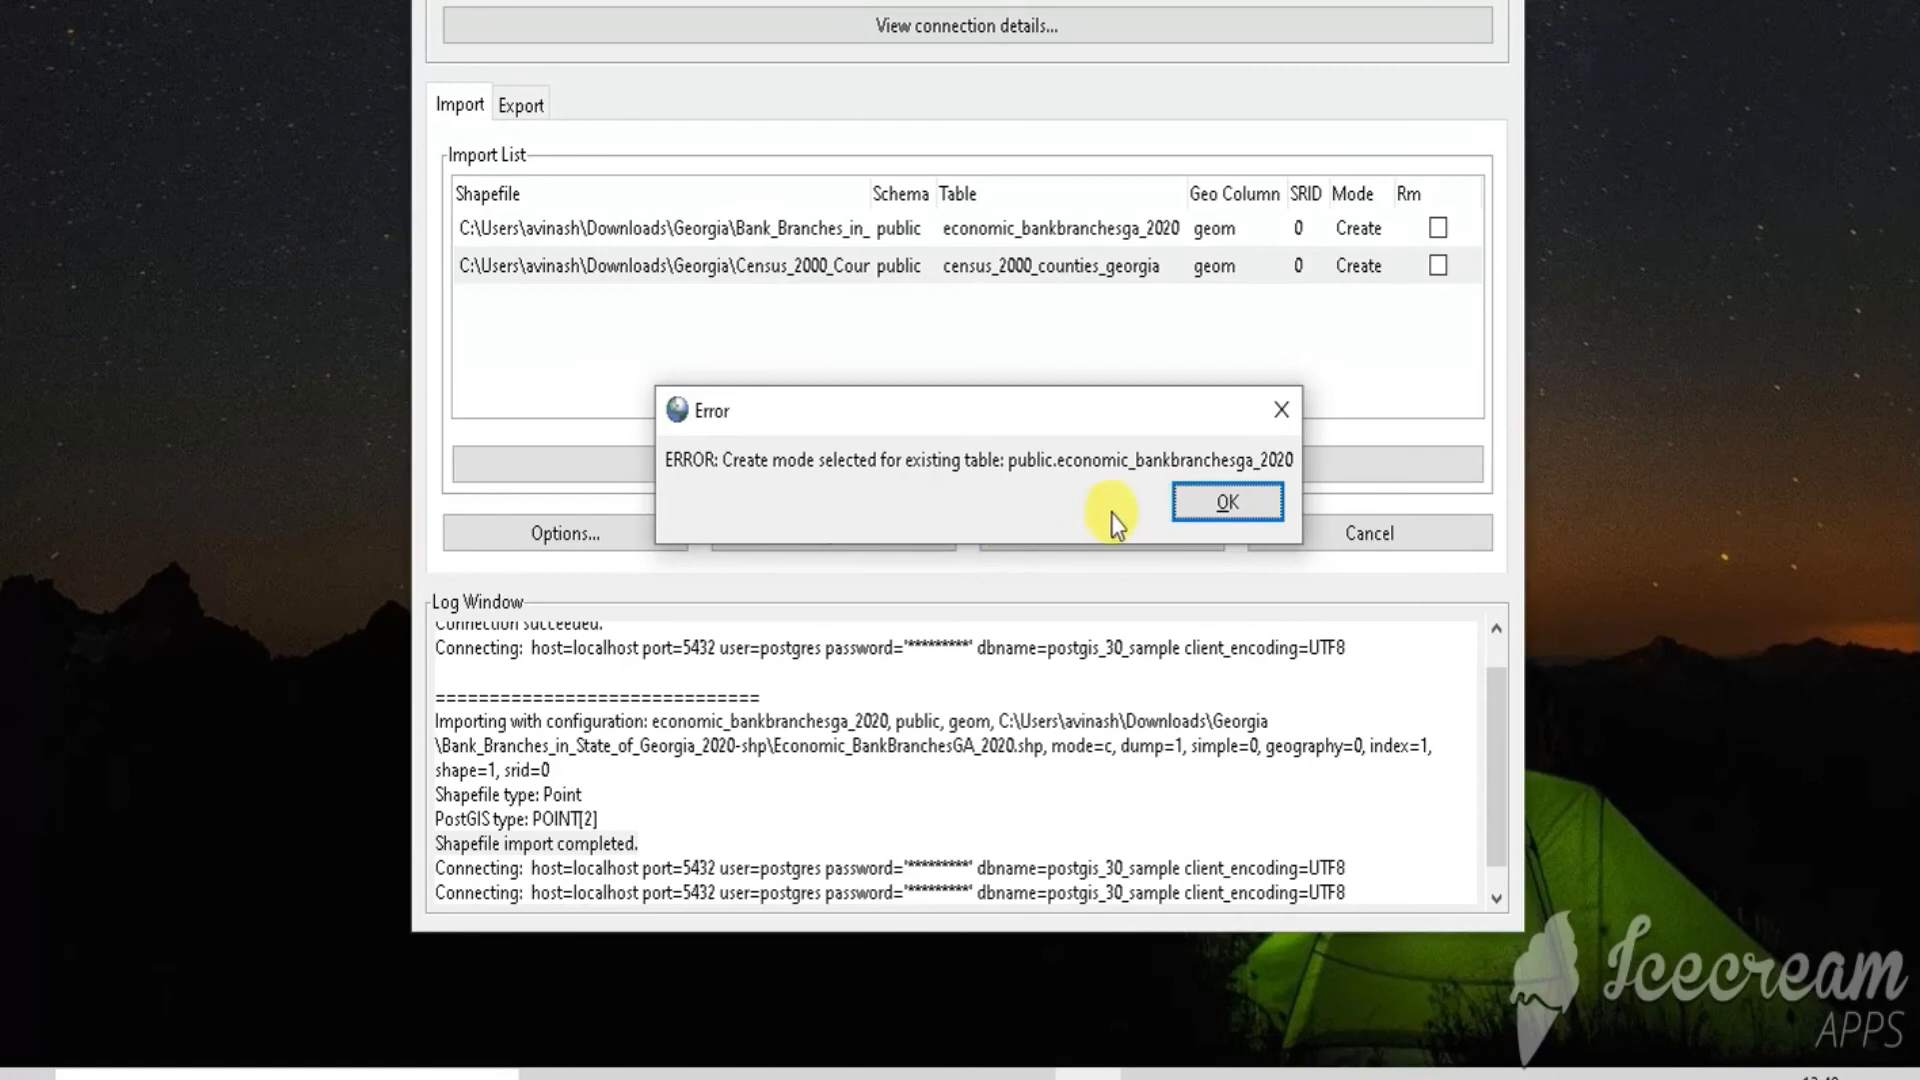 View connection details...
Import Export
Import List
Shapefile Schema Table Geo Column SRID Mode Rm
C:\Users\avinash\Downloads\Georgia\Bank_Branches_in_ public economic_bankbranchesga_2020 geom 0 Create
C:\Users\avinash\Downloads\Georgia\Census_2000_Cour public census_2000_counties_georgia geom 0 Create
Error
ERROR: Create mode selected for existing table: public.economic_bankbranchesga_2020
OK
Options... Cancel
Log Window
Connection succeeded.
Connecting: host=localhost port=5432 user=postgres password='*********' dbname=postgis_30_sample client_encoding=UTF8
==============================
Importing with configuration: economic_bankbranchesga_2020, public, geom, C:\Users\avinash\Downloads\Georgia
\Bank_Branches_in_State_of_Georgia_2020-shp\Economic_BankBranchesGA_2020.shp, mode=c, dump=1, simple=0, geography=0, index=1,
shape=1, srid=0
Shapefile type: Point
PostGIS type: POINT[2]
Shapefile import completed.
Connecting: host=localhost port=5432 user=postgres password='*********' dbname=postgis_30_sample client_encoding=UTF8
Connecting: host=localhost port=5432 user=postgres password='*********' dbname=postgis_30_sample client_encoding=UTF8
Icecream
APPS